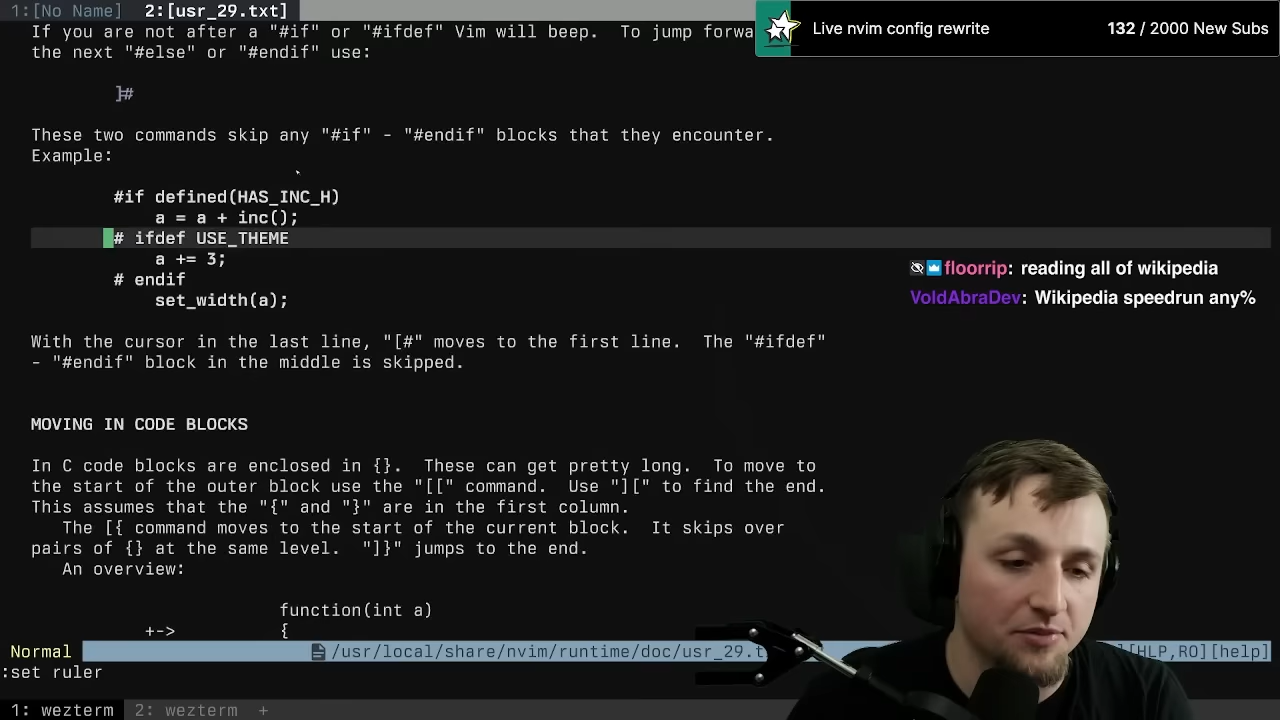 1:[No Name]  2:[usr_29.txt]
Live nvim config rewrite
132 / 2000 New Subs
If you are not after a "#if" or "#ifdef" Vim will beep.  To jump
the next "#else" or "#endif" use:
]#
These two commands skip any "#if" - "#endif" blocks that they encounter.
Example:
#if defined(HAS_INC_H)
a = a + inc();
# ifdef USE_THEME
a += 3;
# endif
set_width(a);
floorrip: reading all of wikipedia
VoldAbraDev: Wikipedia speedrun any%
With the cursor in the last line, "[#" moves to the first line.  The "#ifdef"
- "#endif" block in the middle is skipped.
MOVING IN CODE BLOCKS
In C code blocks are enclosed in {}.  These can get pretty long.  To move to
the start of the outer block use the "[[" command.  Use "][" to find the end.
This assumes that the "{" and "}" are in the first column.
The [{ command moves to the start of the current block.  It skips over
pairs of {} at the same level.  "]}" jumps to the end.
An overview:
function(int a)
+->          {
Normal  /usr/local/share/nvim/runtime/doc/usr_29.t  [HLP,RO][help]
:set ruler
1: wezterm  2: wezterm  +